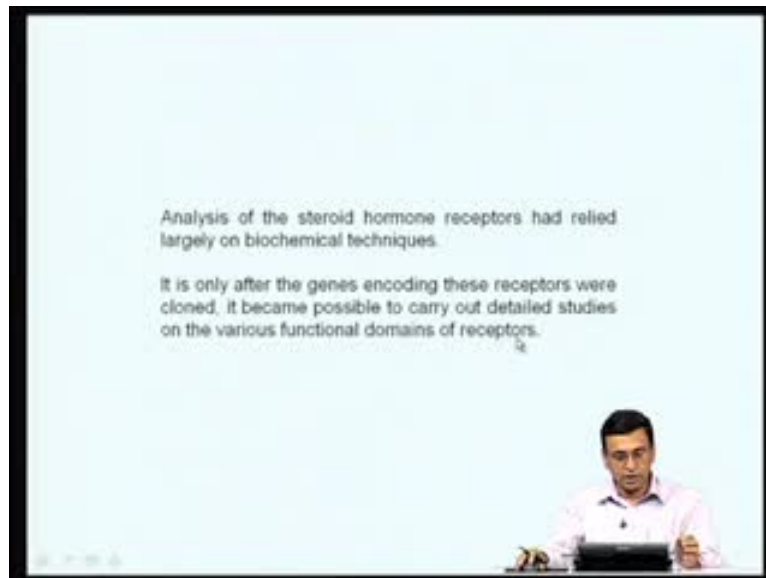 Analysis of the steroid hormone receptors had relied
largely on biochemical techniques.
It is only after the genes encoding these receptors were
cloned, it became possible to carry out detailed studies
on the various functional domains of receptors.